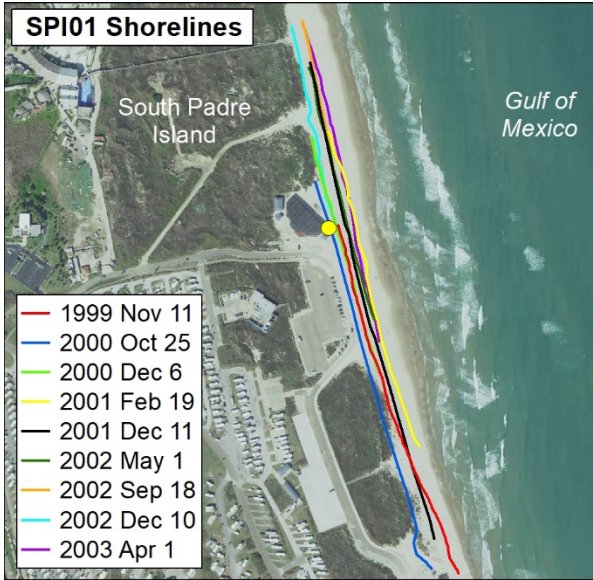 SPI01 Shorelines
South Padre
Island
Gulf of
Mexico
1999 Nov 11
2000 Oct 25
2000 Dec 6
2001 Feb 19
2001 Dec 11
2002 May 1
2002 Sep 18
2002 Dec 10
2003 Apr 1